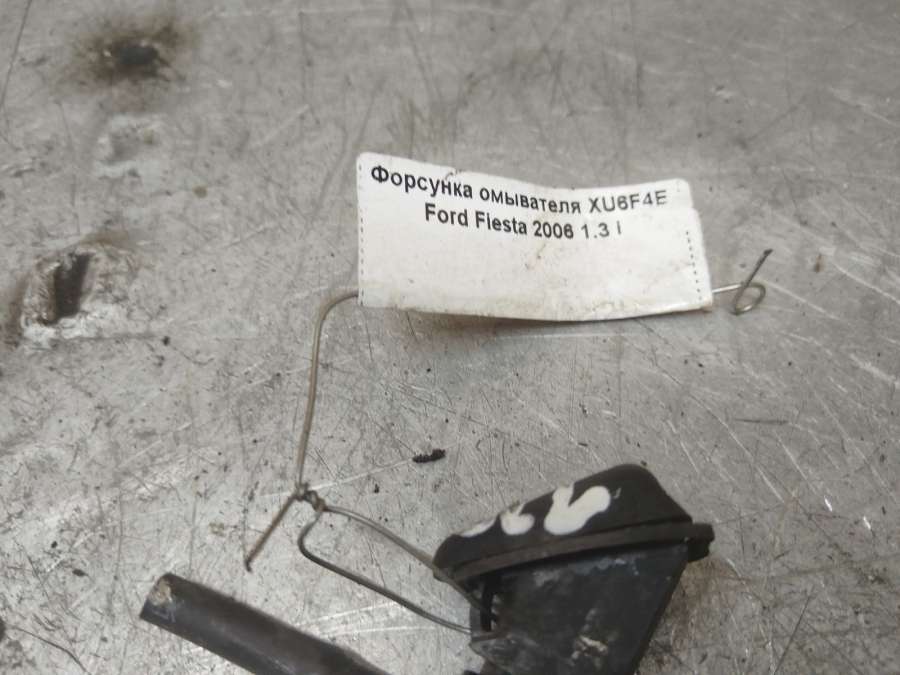 Форсунка омывателя XU6F4E
Ford Fiesta 2006 1.3 i